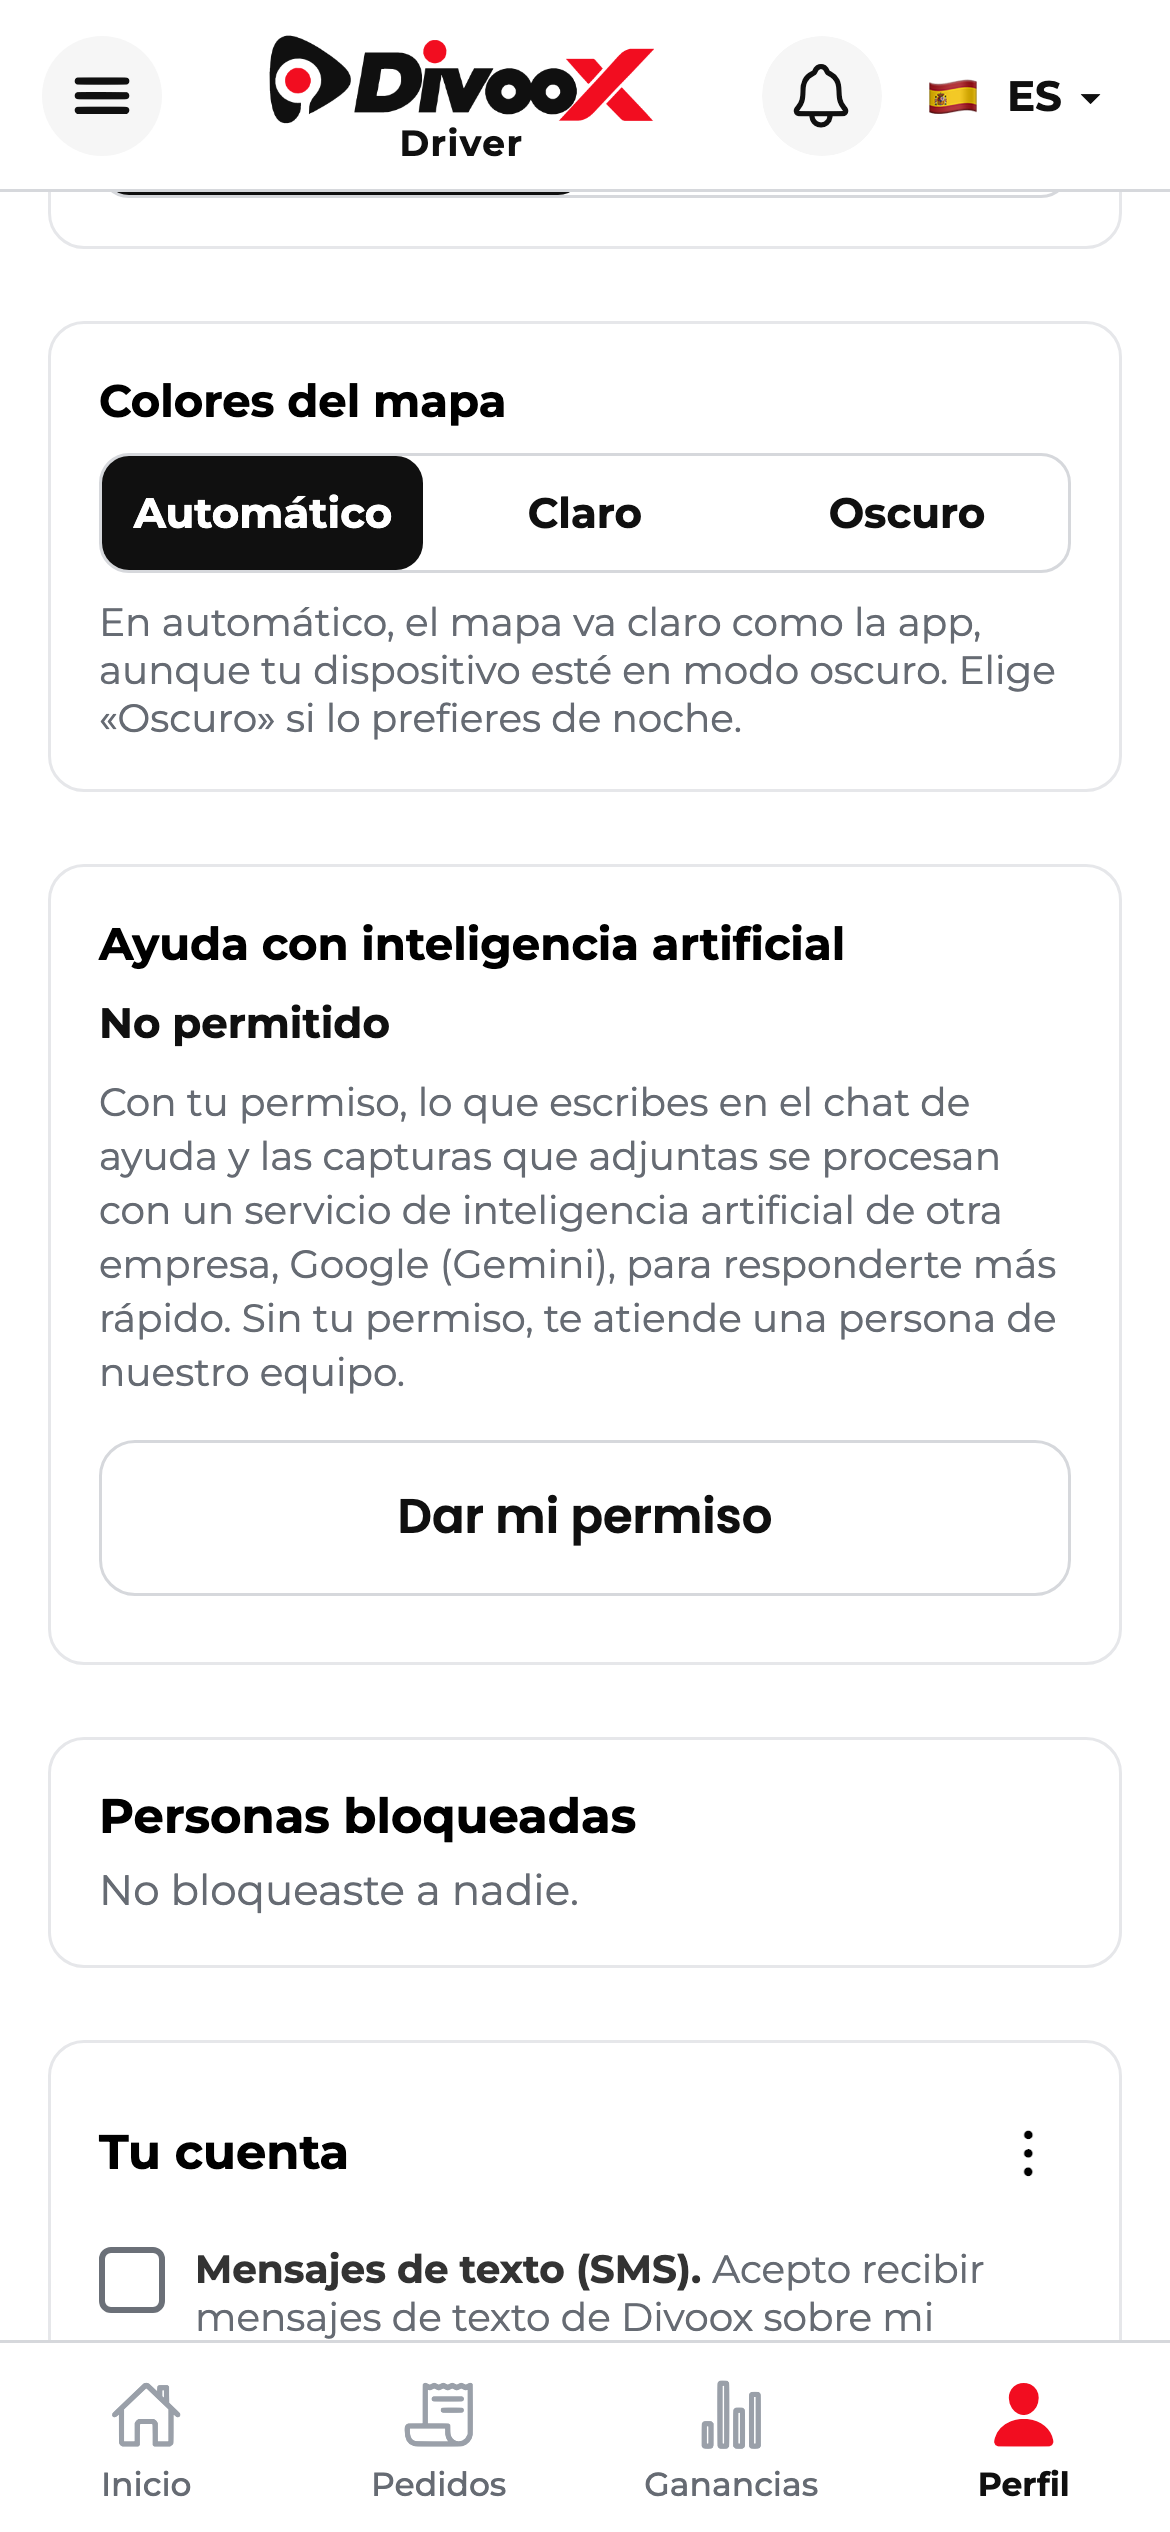 DivooX
Driver
ES
Colores del mapa
Automático
Claro
Oscuro
En automático, el mapa va claro como la app,
aunque tu dispositivo esté en modo oscuro. Elige
«Oscuro» si lo prefieres de noche.
Ayuda con inteligencia artificial
No permitido
Con tu permiso, lo que escribes en el chat de
ayuda y las capturas que adjuntas se procesan
con un servicio de inteligencia artificial de otra
empresa, Google (Gemini), para responderte más
rápido. Sin tu permiso, te atiende una persona de
nuestro equipo.
Dar mi permiso
Personas bloqueadas
No bloqueaste a nadie.
Tu cuenta
Mensajes de texto (SMS). Acepto recibir
mensajes de texto de Divoox sobre mi
Inicio
Pedidos
Ganancias
Perfil